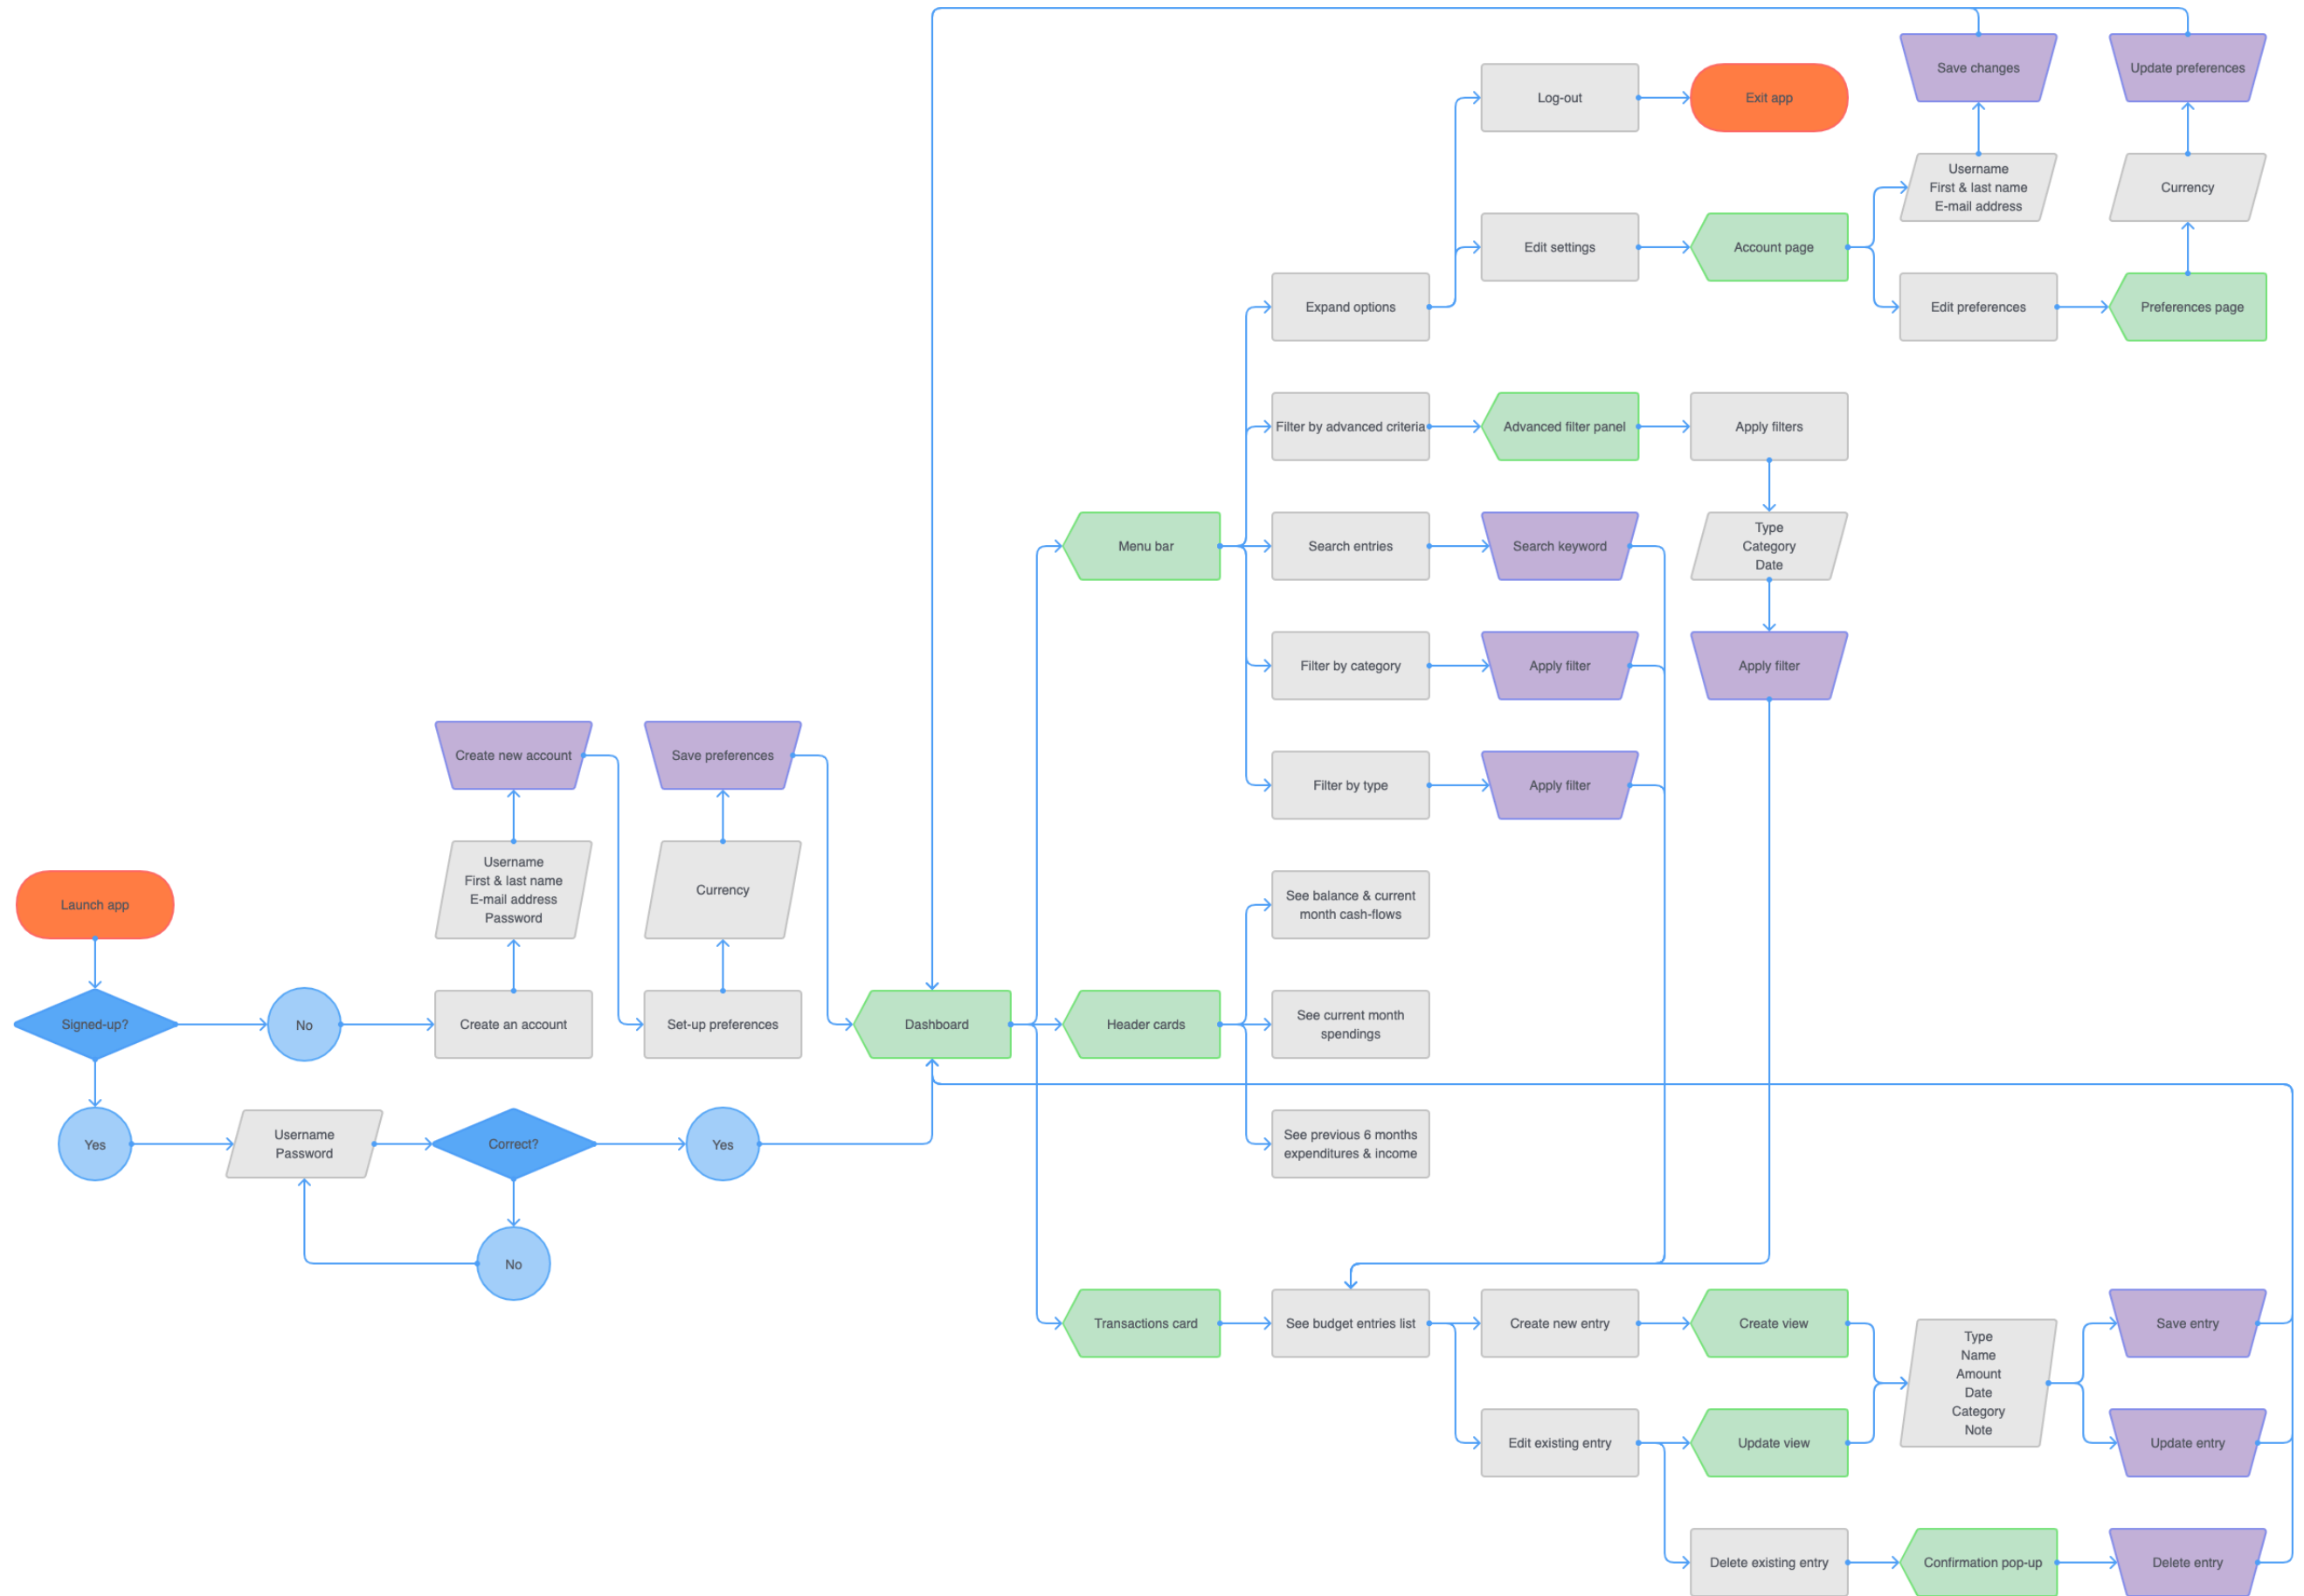 Save changes
Update preferences
Log-out
Exit app
Username
First & last name
E-mail address
Currency
Edit settings
Account page
Expand options
Edit preferences
Preferences page
Filter by advanced criteria
Advanced filter panel
Apply filters
Menu bar
Search entries
Search keyword
Type
Category
Date
Filter by category
Apply filter
Apply filter
Create new account
Save preferences
Filter by type
Apply filter
Launch app
Username
First & last name
E-mail address
Password
Currency
See balance & current
month cash-flows
Signed-up?
No
Create an account
Set-up preferences
Dashboard
Header cards
See current month
spendings
Yes
Username
Password
Correct?
Yes
See previous 6 months
expenditures & income
No
Transactions card
See budget entries list
Create new entry
Create view
Type
Name
Amount
Date
Category
Note
Save entry
Edit existing entry
Update view
Update entry
Delete existing entry
Confirmation pop-up
Delete entry